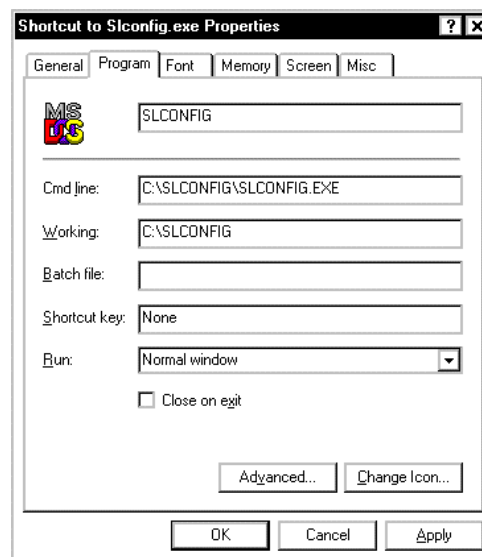 Shortcut to Slconfig.exe Properties
General Program Font Memory Screen Misc
MS DOS
SLCONFIG
Cmd line: C:\SLCONFIG\SLCONFIG.EXE
Working: C:\SLCONFIG
Batch file:
Shortcut key: None
Run: Normal window
Close on exit
Advanced... Change Icon...
OK Cancel Apply